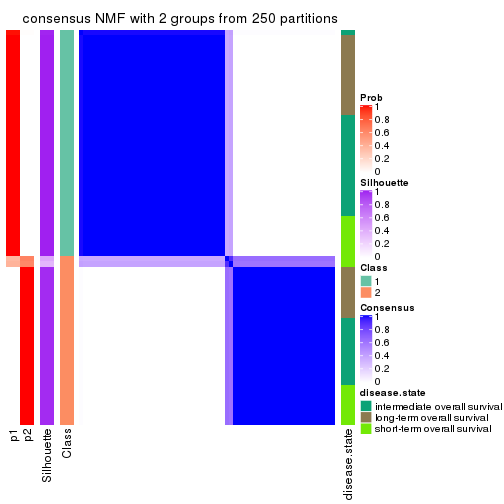 consensus NMF with 2 groups from 250 partitions
Prob
1
0.8
0.6
0.4
0.2
0
Silhouette
1
0.8
0.6
0.4
0.2
0
Class
1
2
Consensus
1
0.8
0.6
0.4
0.2
0
disease.state
intermediate overall survival
long-term overall survival
short-term overall survival
p1
p2
Silhouette
Class
disease.state